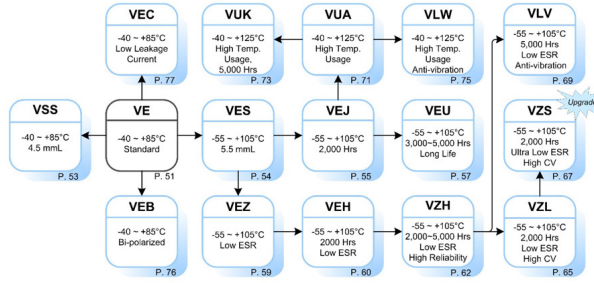 VEC
-40 ~ +85°C
Low Leakage
Current
P. 77
VUK
-40 ~ +125°C
High Temp.
Usage,
5,000 Hrs
P. 73
VUA
-40 ~ +125°C
High Temp.
Usage
P. 71
VLW
-40 ~ +125°C
High Temp.
Usage
Anti-vibration
P. 75
VLV
-55 ~ +105°C
5,000 Hrs
Low ESR
Anti-vibration
P. 69
VSS
-40 ~ +85°C
4.5 mmL
P. 53
VE
-40 ~ +85°C
Standard
P. 51
VES
-55 ~ +105°C
5.5 mmL
P. 54
VEJ
-55 ~ +105°C
2,000 Hrs
P. 55
VEU
-55 ~ +105°C
3,000~5,000 Hrs
Long Life
P. 57
Upgrade
VZS
-55 ~ +105°C
2,000 Hrs
Ultra Low ESR
High CV
P. 67
VEB
-40 ~ +85°C
Bi-polarized
P. 76
VEZ
-55 ~ +105°C
Low ESR
P. 59
VEH
-55 ~ +105°C
2000 Hrs
Low ESR
P. 60
VZH
-55 ~ +105°C
2,000~5,000 Hrs
Low ESR
High Reliability
P. 62
VZL
-55 ~ +105°C
2,000 Hrs
Low ESR
High CV
P. 65